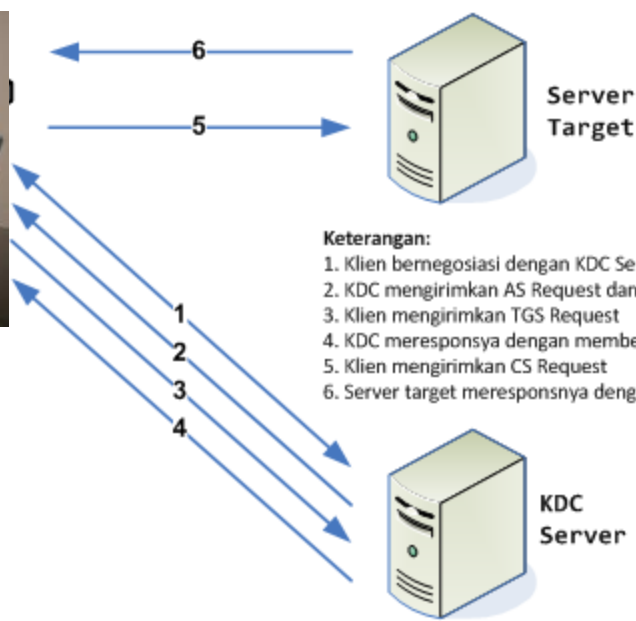 6
Server
Target
5
Keterangan:
1. Klien bernegosiasi dengan KDC
2. KDC mengirimkan AS Request
3. Klien mengirimkan TGS Request
4. KDC meresponsya dengan
5. Klien mengirimkan CS Request
6. Server target meresponsnya
1
2
3
4
KDC
Server